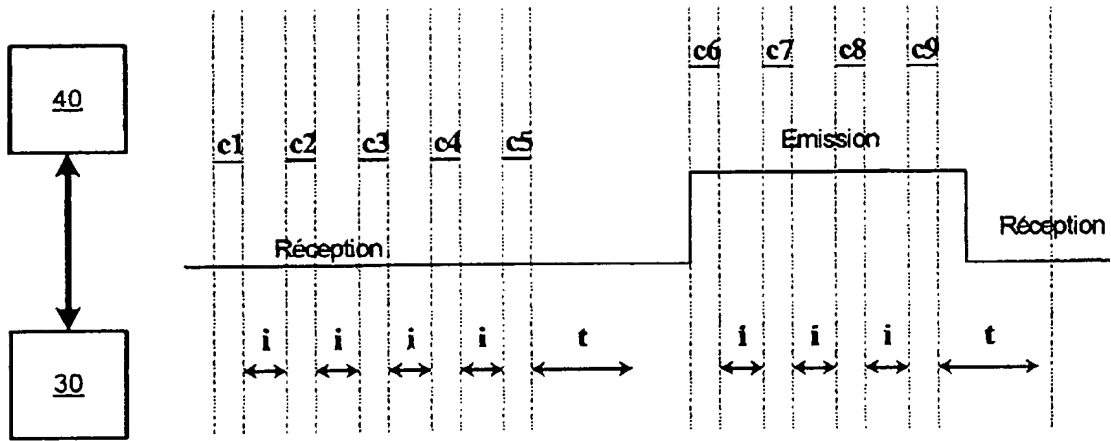 c6 c7 c8 c9
40
c1 c2 c3 c4 c5
Emission
Réception
Réception
i i i i t i i i t
30